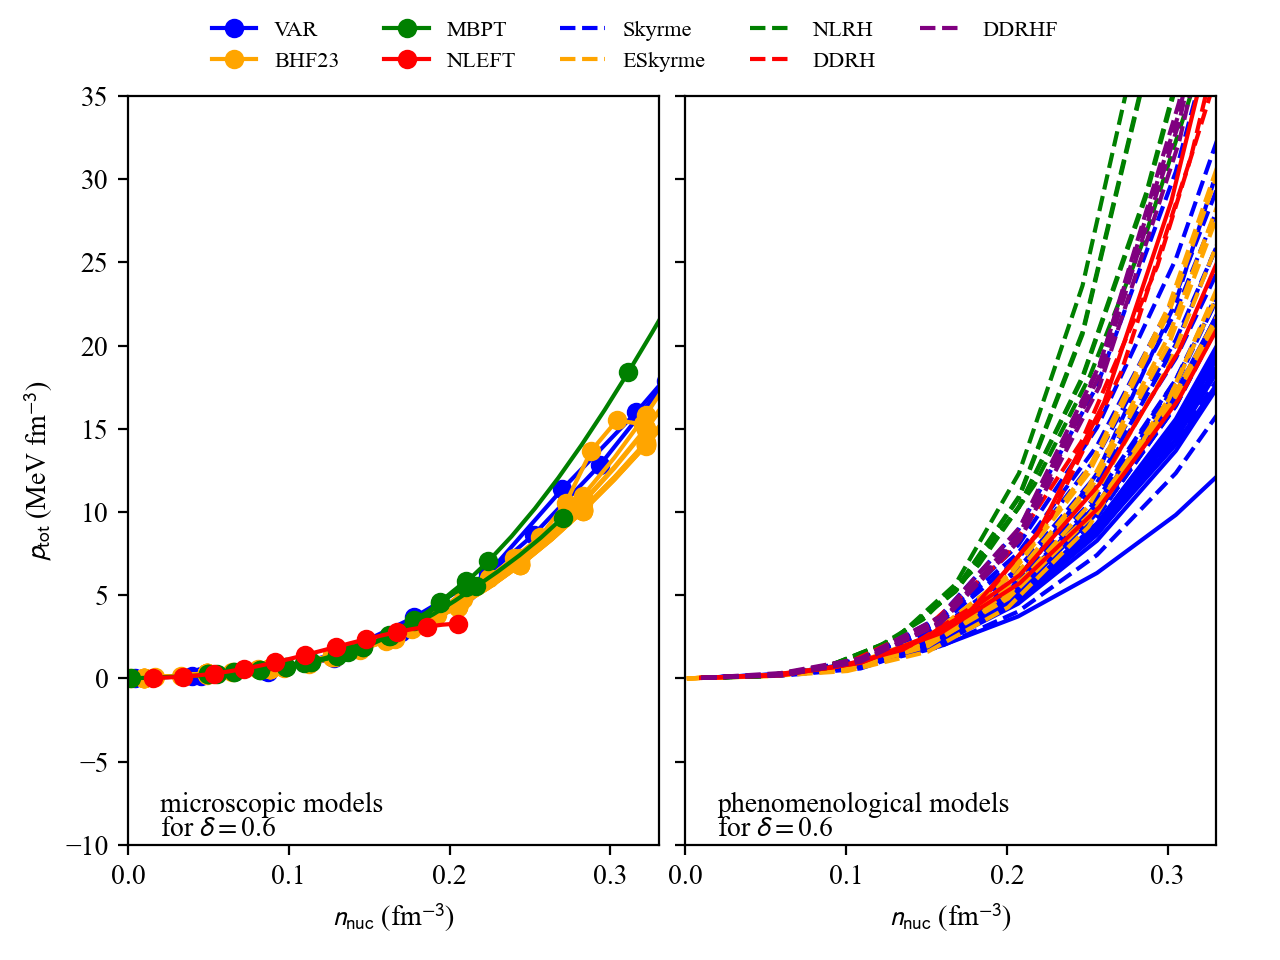 VAR MBPT Skyrme NLRH DDRHF
BHF23 NLEFT ESkyrme DDRH
35
30
25
20
15
10
5
0
−5
−10
p_tot (MeV fm⁻³)
microscopic models
for δ = 0.6
phenomenological models
for δ = 0.6
0.0 0.1 0.2 0.3
0.0 0.1 0.2 0.3
n_nuc (fm⁻³)
n_nuc (fm⁻³)